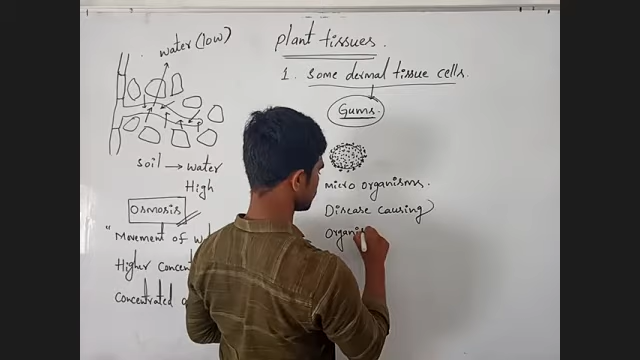 water (low)
soil → water
High
Osmosis
"Movement of
Higher Concent
Concentrated
plant tissues.
1. Some dermal tissue cells.
Gums.
micro organisms.
Disease causing
Organis